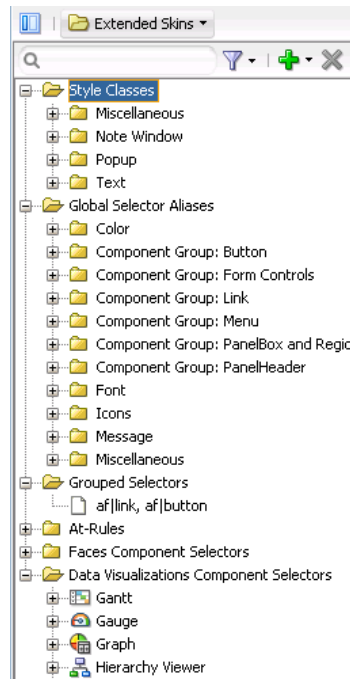 Extended Skins
Style Classes
Miscellaneous
Note Window
Popup
Text
Global Selector Aliases
Color
Component Group: Button
Component Group: Form Controls
Component Group: Link
Component Group: Menu
Component Group: PanelBox and Regio
Component Group: PanelHeader
Font
Icons
Message
Miscellaneous
Grouped Selectors
af|link, af|button
At-Rules
Faces Component Selectors
Data Visualizations Component Selectors
Gantt
Gauge
Graph
Hierarchy Viewer